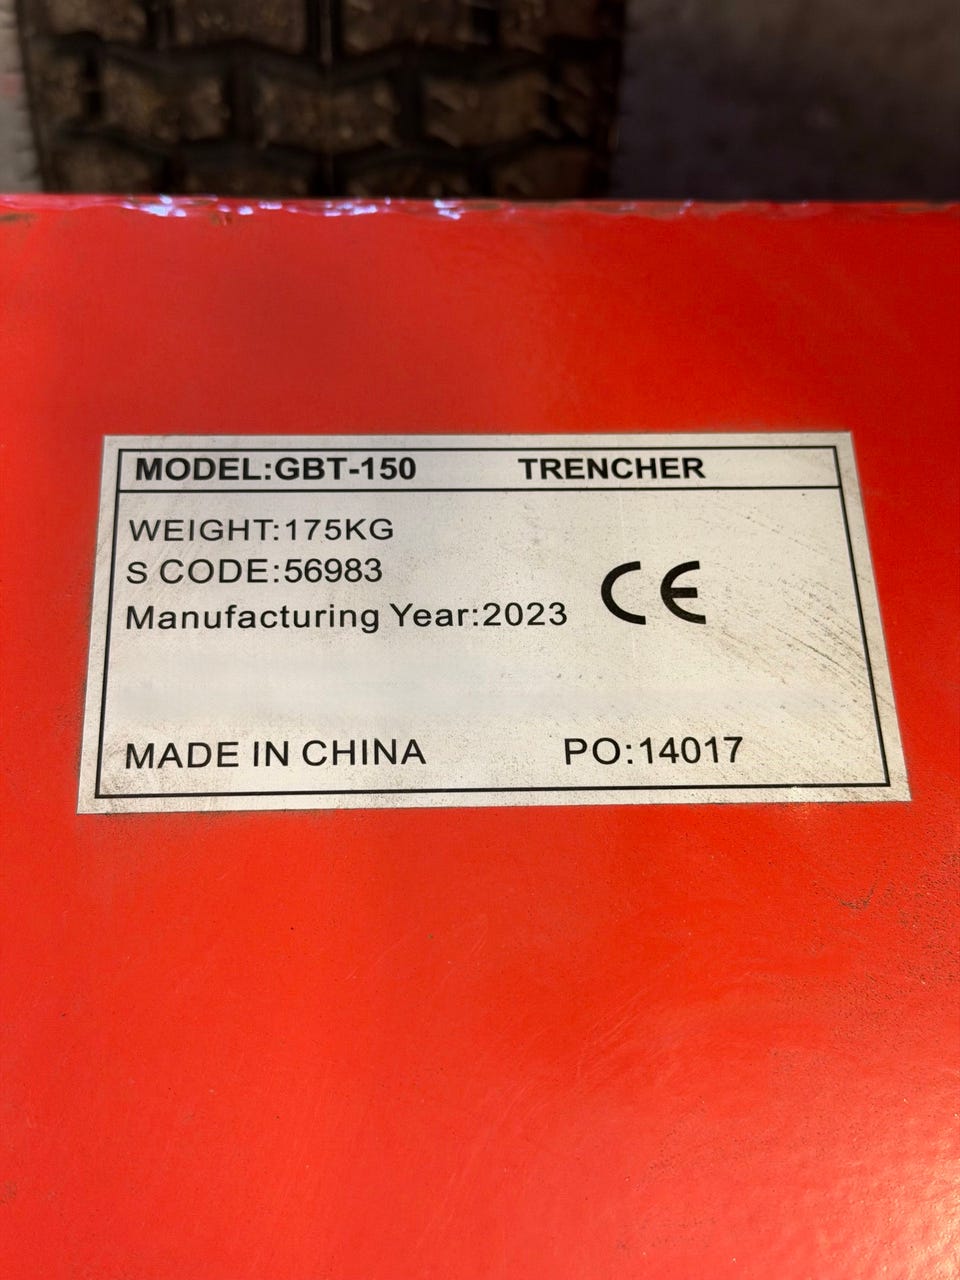 MODEL:GBT-150 TRENCHER
WEIGHT:175KG
S CODE:56983
Manufacturing Year:2023
CE
MADE IN CHINA PO:14017